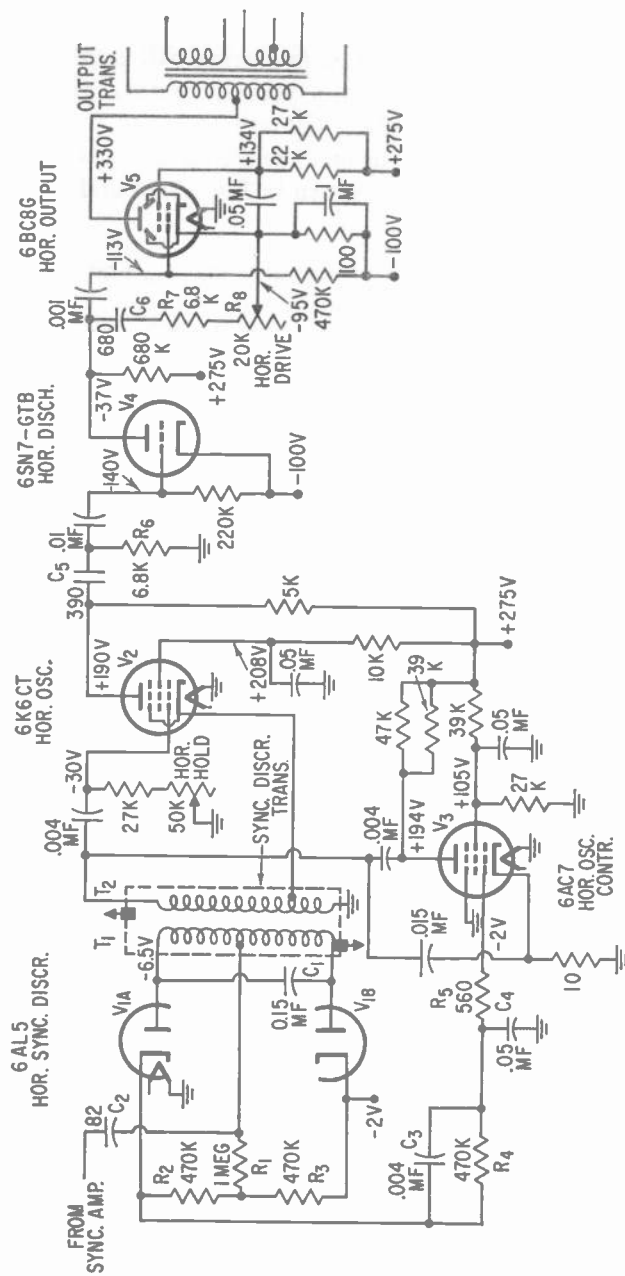 6AL5
HOR. SYNC. DISCR.
FROM
SYNC. AMP.
82
C2
V1A
-6.5V
T1
T2
R2
470K
1 MEG
R1
470K
R3
0.15
MF
C1
V1B
-2V
SYNC. DISCR.
TRANS.
C3
.004
MF
470K
R4
R5
560
C4
.05
MF
.004
MF
-30V
27K
50K
HOR.
HOLD
6K6CT
HOR. OSC.
+190V
V2
+208V
.05
MF
10K
5K
+275V
.004
MF
+194V
47K
39
K
39K
.05
MF
+105V
27
K
V3
-2V
6AC7
HOR. OSC.
CONTR.
.015
MF
10
390
C5
6.8K
R6
.01
MF
6SN7-GTB
HOR. DISCH.
-140V
-37V
V4
220K
-100V
680
K
+275V
.001
MF
680
C6
R7
6.8
K
R8
20K
HOR.
DRIVE
6BC8G
HOR. OUTPUT
-113V
V5
+330V
OUTPUT
TRANS.
+134V
.05 MF
22
K
27
K
+275V
-95V
470K
100
.1
MF
-100V